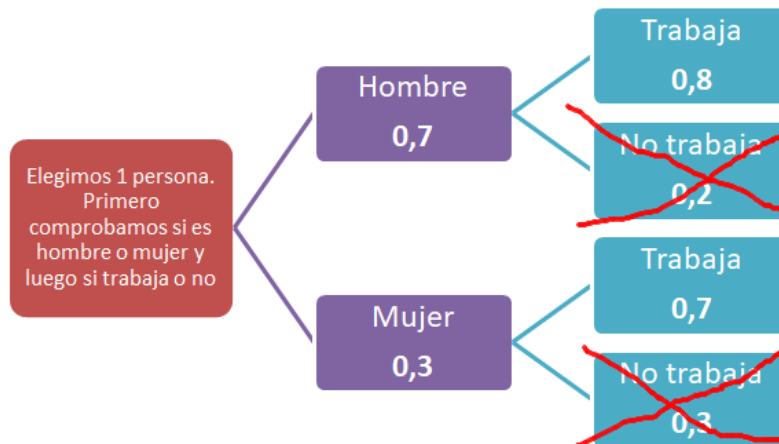 Elegimos 1 persona.
Primero
comprobamos si es
hombre o mujer y
luego si trabaja o no
Hombre
0,7
Mujer
0,3
Trabaja
0,8
No trabaja
0,2
Trabaja
0,7
No trabaja
0,3